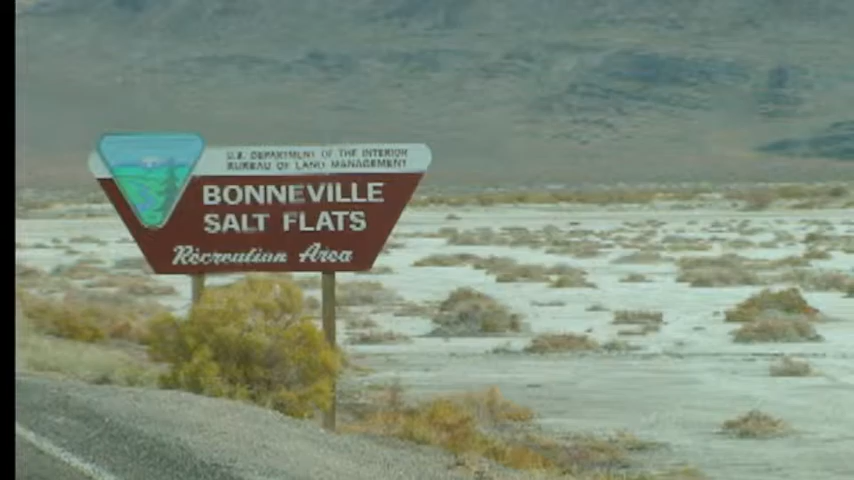 U.S. DEPARTMENT OF THE INTERIOR
BUREAU OF LAND MANAGEMENT
BONNEVILLE
SALT FLATS
Recreation Area